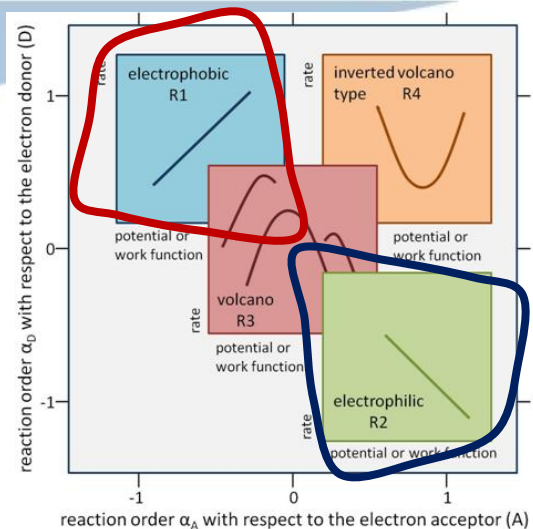 reaction order αD with respect to the electron donor (D)
1
0
-1
rate
electrophobic
R1
potential or
work function
rate
inverted volcano
type R4
potential or
work function
rate
volcano
R3
potential or
work function
rate
electrophilic
R2
potential or work function
-1
0
1
reaction order αA with respect to the electron acceptor (A)